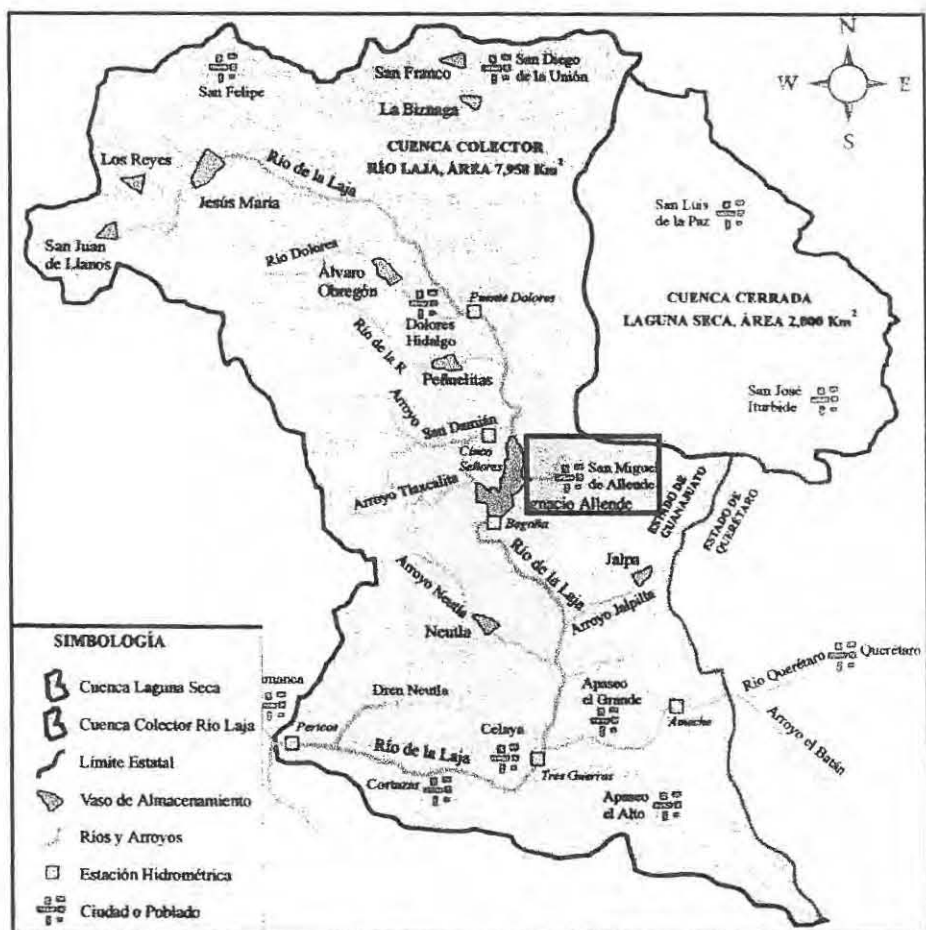 N
W
E
S
San Felipe
San Franco
San Diego
de la Unión
La Biznaga
CUENCA COLECTOR
RÍO LAJA, ÁREA 7,958 Km²
Los Reyes
Jesús María
Río de la Laja
San Juan
de Llanos
San Luis
de la Paz
Río Dolores
Álvaro
Obregón
Puente Dolores
Dolores
Hidalgo
CUENCA CERRADA
LAGUNA SECA, ÁREA 2,000 Km²
Río de la R
Peñuelitas
San José
Iturbide
Arroyo
San Damián
Cinco
Señores
San Miguel
de Allende
Ignacio Allende
Arroyo Tlaxcalita
Begoña
ESTADO DE
GUANAJUATO
ESTADO DE
QUERÉTARO
Río de la Laja
Jalpa
Arroyo Jalpilla
Arroyo Neutla
Neutla
SIMBOLOGÍA
Cuenca Laguna Seca
Cuenca Colector Río Laja
Límite Estatal
Vaso de Almacenamiento
Ríos y Arroyos
Estación Hidrométrica
Ciudad o Poblado
Dren Neutla
Pericos
Río de la Laja
Celaya
Cortazar
Tres Guerras
Apaseo
el Grande
Ameche
Apaseo
el Alto
Río Querétaro
Querétaro
Arroyo el Batán